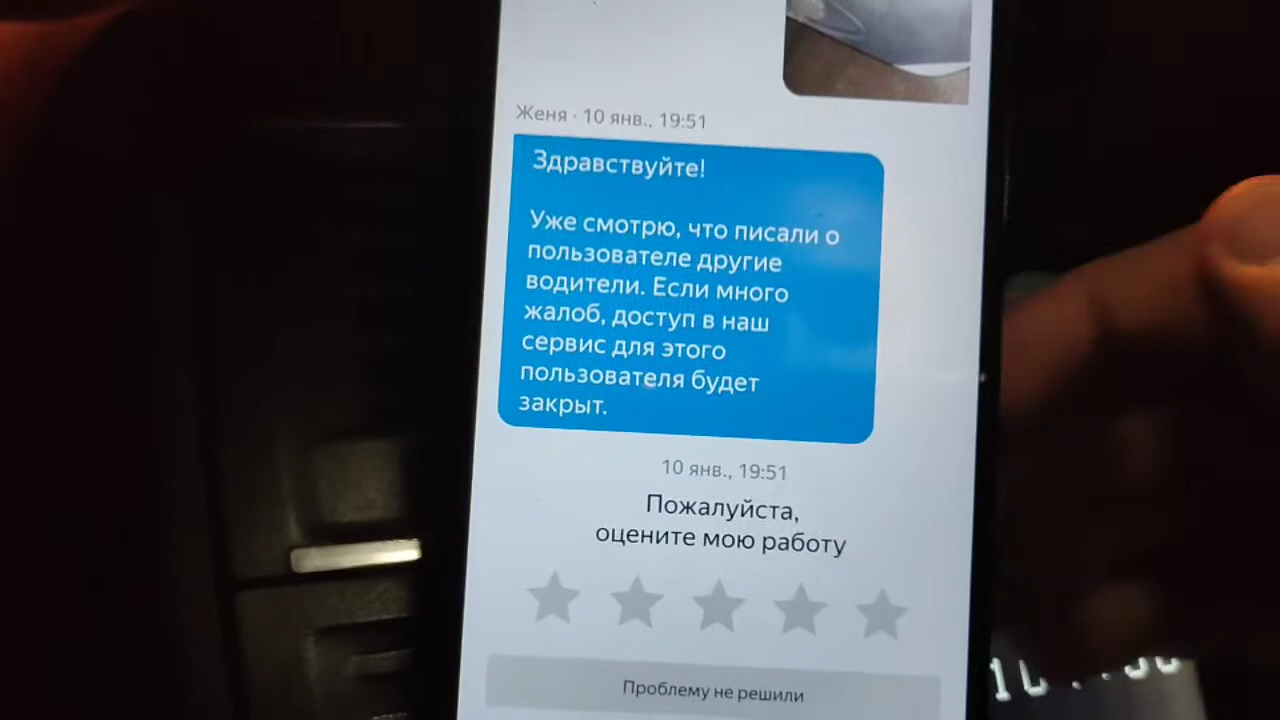 Женя · 10 янв., 19:51
Здравствуйте!
Уже смотрю, что писали о
пользователе другие
водители. Если много
жалоб, доступ в наш
сервис для этого
пользователя будет
закрыт.
10 янв., 19:51
Пожалуйста,
оцените мою работу
Проблему не решили